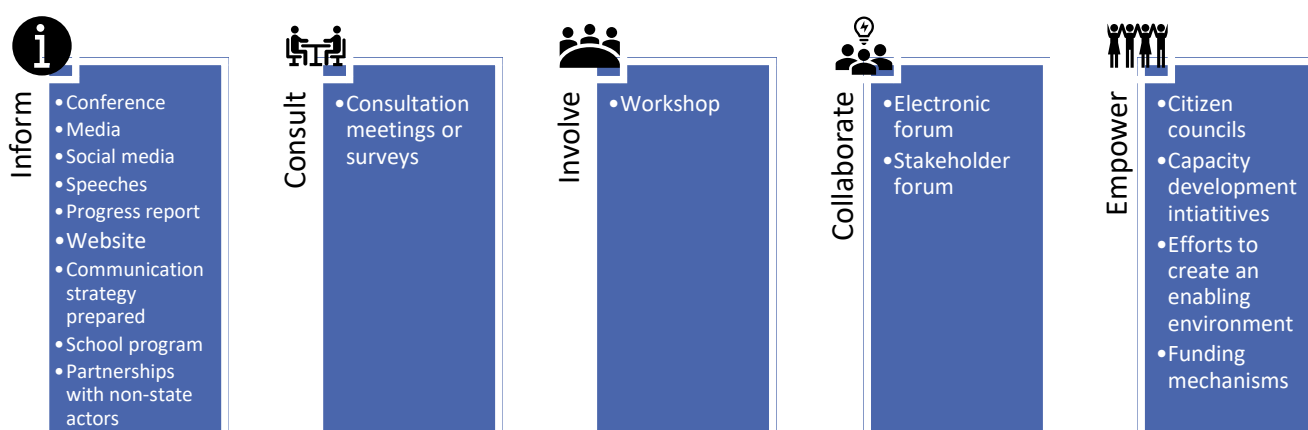 Inform
•Conference
•Media
•Social media
•Speeches
•Progress report
•Website
•Communication
strategy
prepared
•School program
•Partnerships
with non-state
actors
Consult
•Consultation
meetings or
surveys
Involve
•Workshop
Collaborate
•Electronic
forum
•Stakeholder
forum
Empower
•Citizen
councils
•Capacity
development
intiatitives
•Efforts to
create an
enabling
environment
•Funding
mechanisms